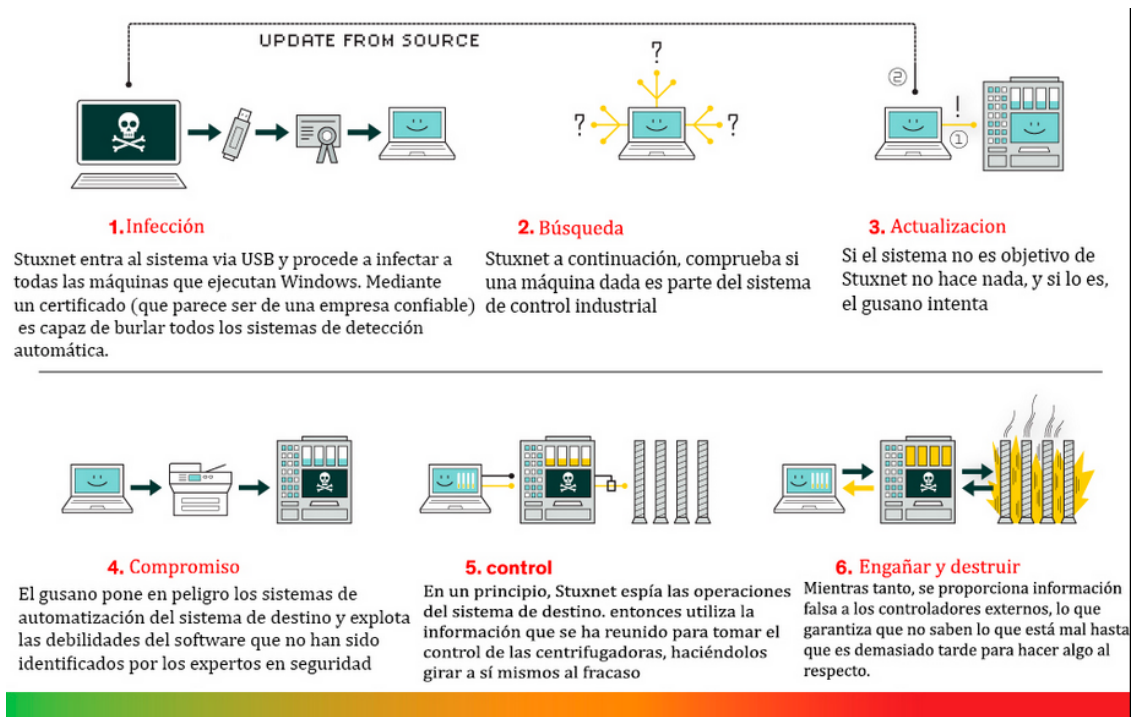 UPDATE FROM SOURCE
?
?
?
②
!
①
1. Infección
Stuxnet entra al sistema via USB y procede a infectar a
todas las máquinas que ejecutan Windows. Mediante
un certificado (que parece ser de una empresa confiable)
es capaz de burlar todos los sistemas de detección
automática.
2. Búsqueda
Stuxnet a continuación, comprueba si
una máquina dada es parte del sistema
de control industrial
3. Actualizacion
Si el sistema no es objetivo de
Stuxnet no hace nada, y si lo es,
el gusano intenta
4. Compromiso
El gusano pone en peligro los sistemas de
automatización del sistema de destino y explota
las debilidades del software que no han sido
identificados por los expertos en seguridad
5. control
En un principio, Stuxnet espía las operaciones
del sistema de destino. entonces utiliza la
información que se ha reunido para tomar el
control de las centrifugadoras, haciéndolos
girar a sí mismos al fracaso
6. Engañar y destruir
Mientras tanto, se proporciona información
falsa a los controladores externos, lo que
garantiza que no saben lo que está mal hasta
que es demasiado tarde para hacer algo al
respecto.